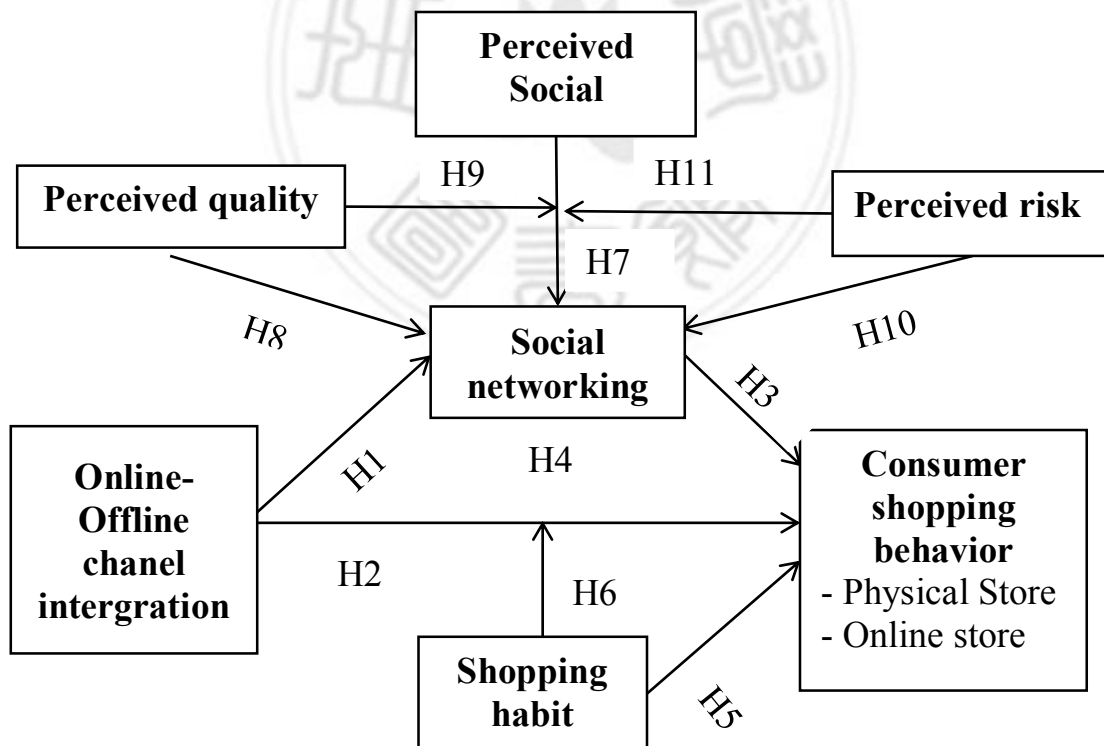 Perceived
Social
H9
H11
Perceived quality
Perceived risk
H7
H8
H10
Social
networking
H3
H1
H4
Online-
Offline
chanel
intergration
Consumer
shopping
behavior
- Physical Store
- Online store
H2
H6
Shopping
habit
H5